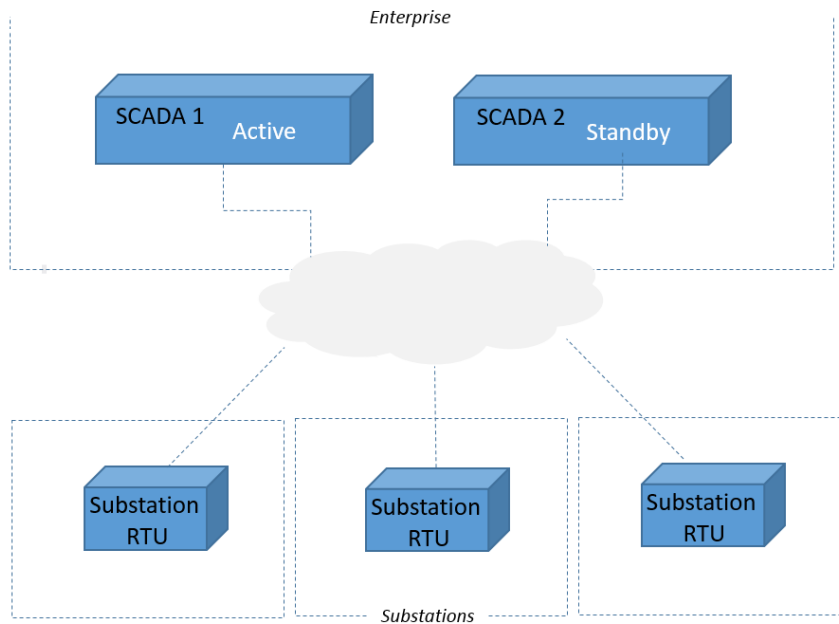 Enterprise
SCADA 1
Active
SCADA 2
Standby
Substation
RTU
Substation
RTU
Substation
RTU
Substations